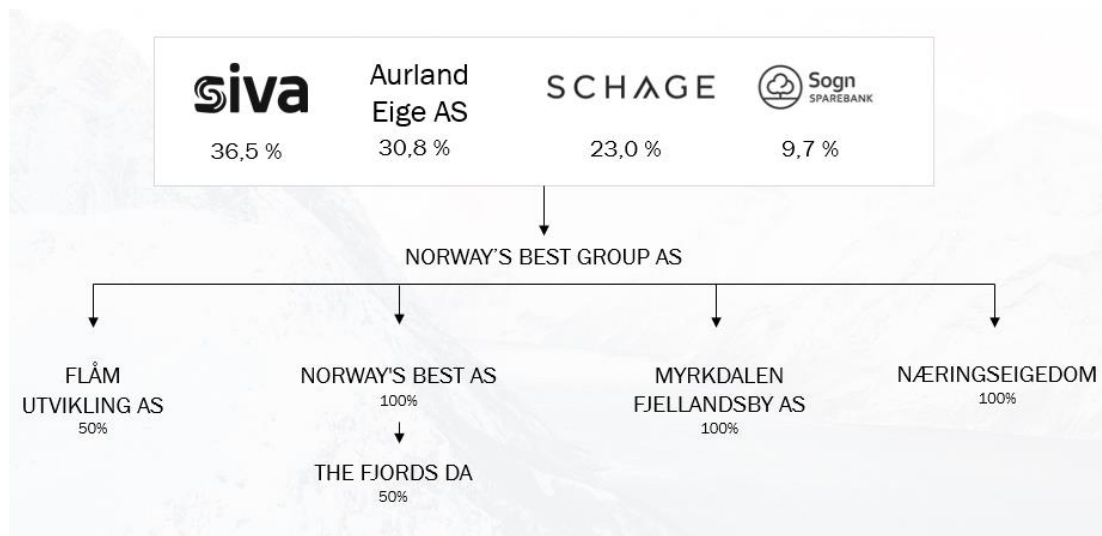 siva
Aurland
Eige AS
SCHAGE
Sogn
SPAREBANK
36,5 %
30,8 %
23,0 %
9,7 %
NORWAY’S BEST GROUP AS
FLÅM
UTVIKLING AS
50%
NORWAY'S BEST AS
100%
THE FJORDS DA
50%
MYRKDALEN
FJELLANDSBY AS
100%
NÆRINGSEIGEDOM
100%